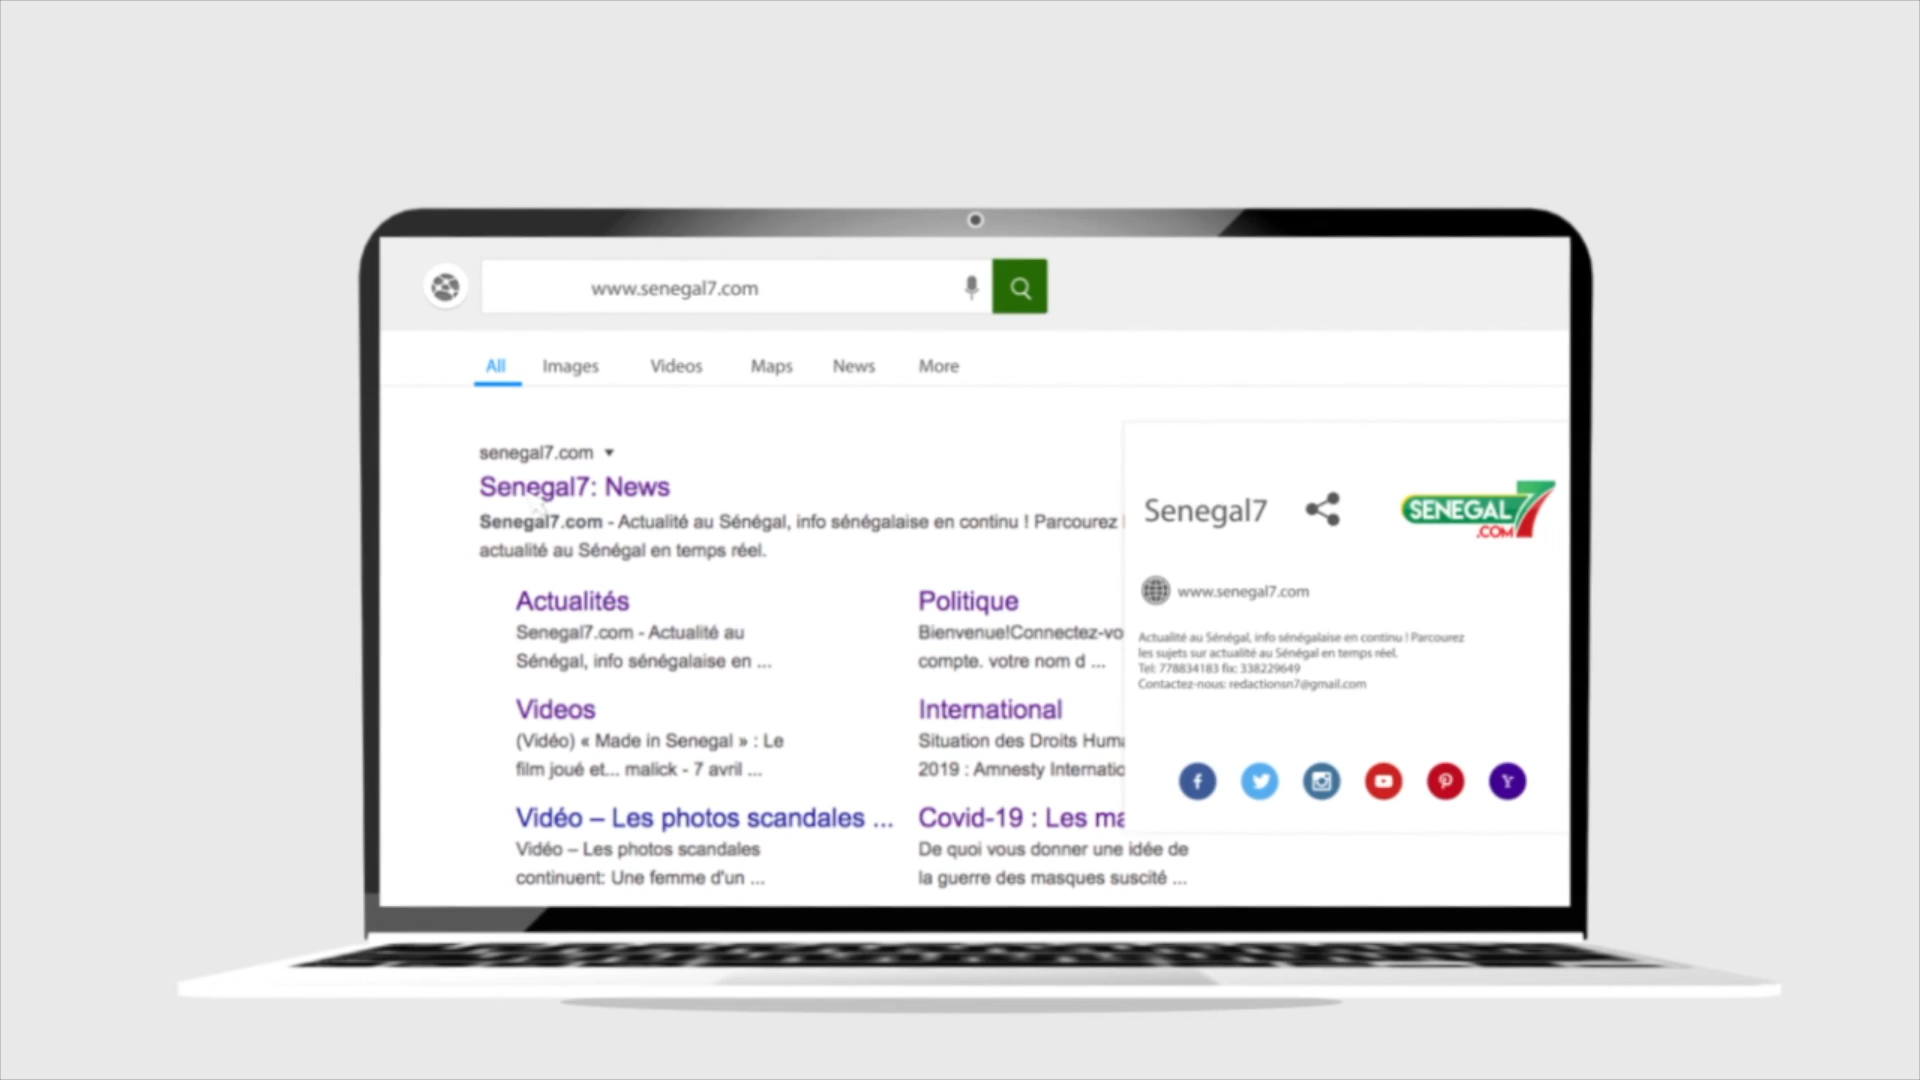 www.senegal7.com
All Images Videos Maps News More
senegal7.com
Senegal7: News
Senegal7.com - Actualité au Sénégal, info sénégalaise en continu ! Parcourez
actualité au Sénégal en temps réel.
Actualités
Senegal7.com - Actualité au
Sénégal, info sénégalaise en ...
Politique
Bienvenue!Connectez-vo
compte. votre nom d ...
Videos
(Vidéo) « Made in Senegal » : Le
film joué et... malick - 7 avril ...
International
Situation des Droits Huma
2019 : Amnesty Internatio
Vidéo – Les photos scandales ...
Vidéo – Les photos scandales
continuent: Une femme d'un ...
Covid-19 : Les ma
De quoi vous donner une idée de
la guerre des masques suscité ...
Senegal7
SENEGAL7
.COM
www.senegal7.com
Actualité au Sénégal, info sénégalaise en continu ! Parcourez
les sujets sur actualité au Sénégal en temps réel.
Tel: 778834183 fix: 338229649
Contactez-nous: redactionsn7@gmail.com